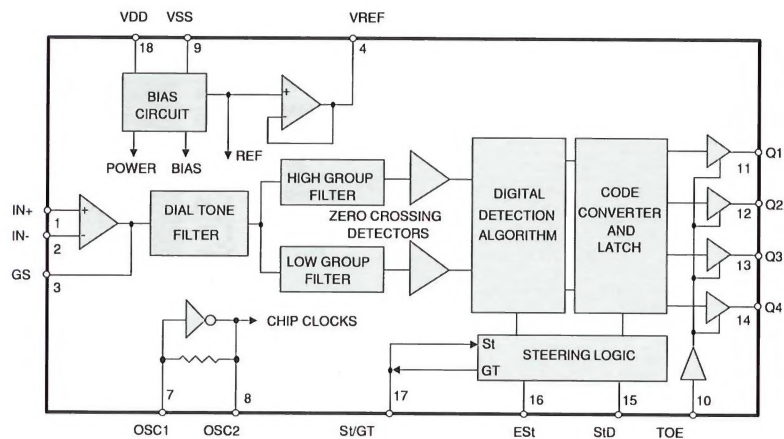 VDD
VSS
VREF
18
9
4
BIAS
CIRCUIT
+
-
POWER
BIAS
REF
Q1
11
HIGH GROUP
FILTER
DIGITAL
DETECTION
ALGORITHM
CODE
CONVERTER
AND
LATCH
Q2
12
IN+
1
+
IN-
2
-
DIAL TONE
FILTER
ZERO CROSSING
DETECTORS
LOW GROUP
FILTER
Q3
13
GS
3
Q4
14
CHIP CLOCKS
St
GT
STEERING LOGIC
7
8
17
16
15
10
OSC1
OSC2
St/GT
ESt
StD
TOE